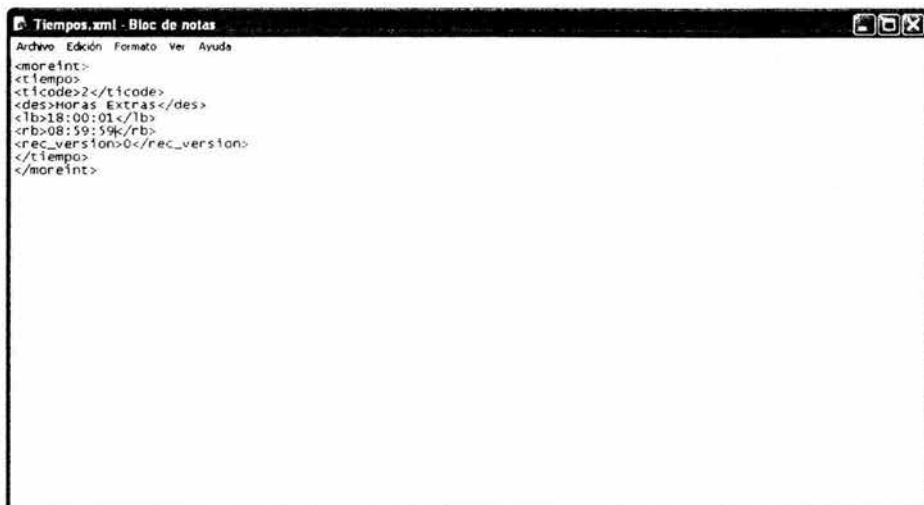 Tiempos.xml - Bloc de notas
Archivo Edición Formato Ver Ayuda
<moreint>
<tiempo>
<ticode>2</ticode>
<des>Horas Extras</des>
<lb>18:00:01</lb>
<rb>08:59:59</rb>
<rec_version>0</rec_version>
</tiempo>
</moreint>